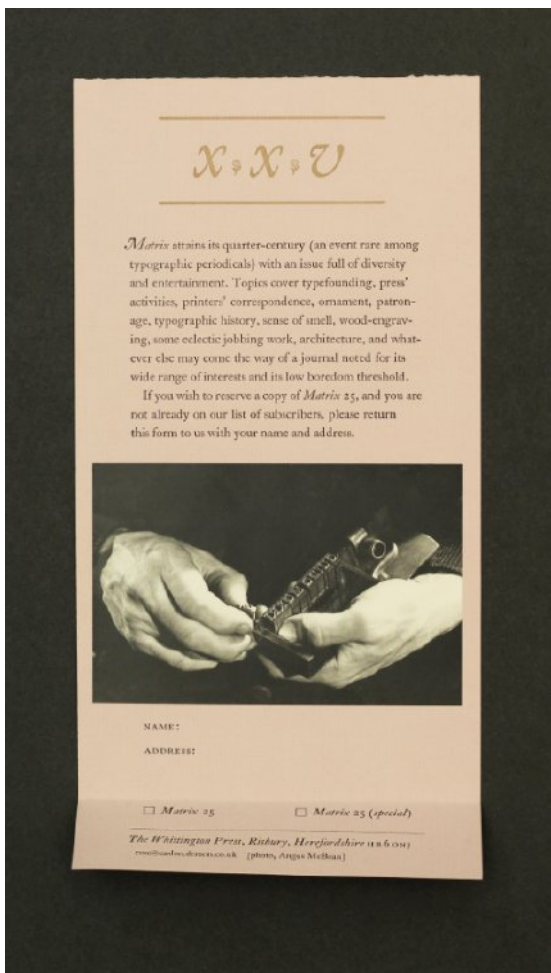 X X V
Matrix attains its quarter-century (an event rare among
typographic periodicals) with an issue full of diversity
and entertainment. Topics cover typefounding, press'
activities, printers' correspondence, ornament, patron-
age, typographic history, sense of smell, wood-engrav-
ing, some eclectic jobbing work, architecture, and what-
ever else may come the way of a journal noted for its
wide range of interests and its low boredom threshold.
If you wish to reserve a copy of Matrix 25, and you are
not already on our list of subscribers, please return
this form to us with your name and address.
NAME:
ADDRESS:
Matrix 25 Matrix 25 (special)
The Whittington Press, Risbury, Herefordshire HR6 0NJ
(photo, Angus McBean)